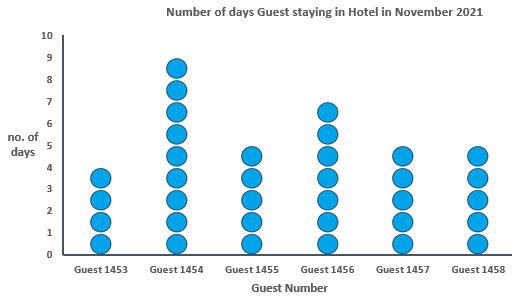 Number of days Guest staying in Hotel in November 2021
10
9
8
7
6
5
4
3
2
1
0
no. of
days
Guest 1453 Guest 1454 Guest 1455 Guest 1456 Guest 1457 Guest 1458
Guest Number